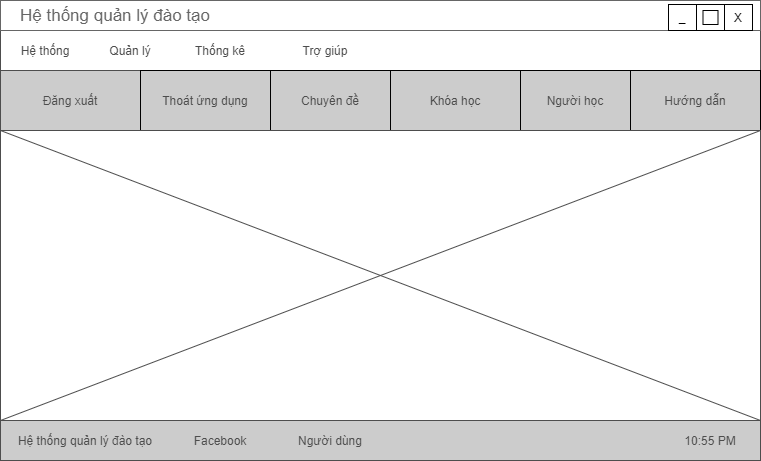 Hệ thống quản lý đào tạo
_ X
Hệ thống Quản lý Thống kê Trợ giúp
Đăng xuất Thoát ứng dụng Chuyên đề Khóa học Người học Hướng dẫn
Hệ thống quản lý đảo tạo Facebook Người dùng 10:55 PM